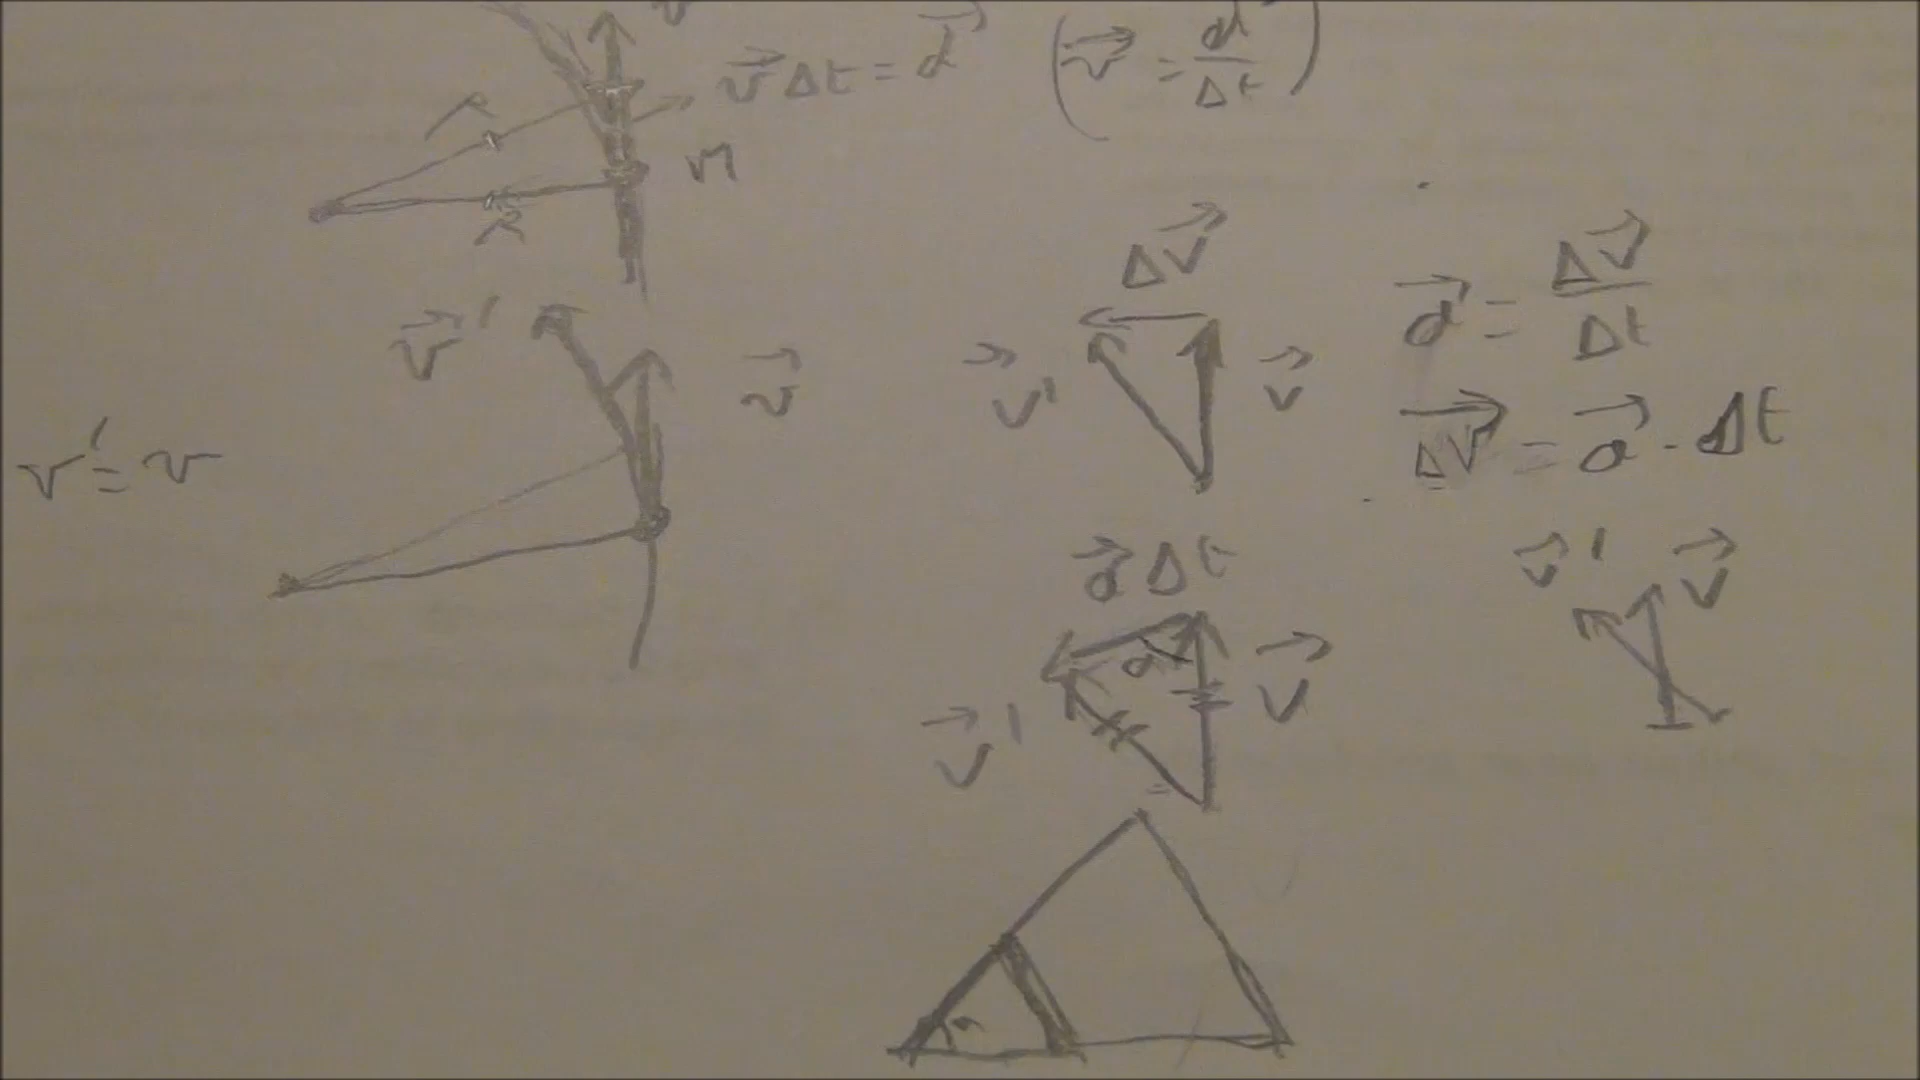 v⃗ Δt = d⃗ (v⃗ = d⃗/Δt)
R
M
R
ΔV⃗
a⃗ = ΔV⃗/Δt
v⃗'
v⃗
v⃗'
v⃗
ΔV⃗ = a⃗ · Δt
v' = v
a⃗ Δt
v⃗'
v⃗
α
v⃗
v⃗'